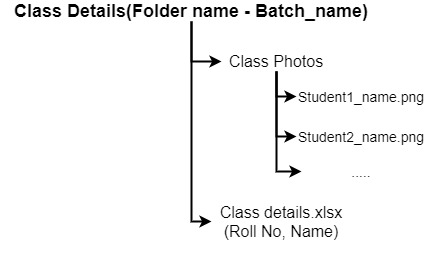 Class Details(Folder name - Batch_name)
Class Photos
Student1_name.png
Student2_name.png
.....
Class details.xlsx
(Roll No, Name)